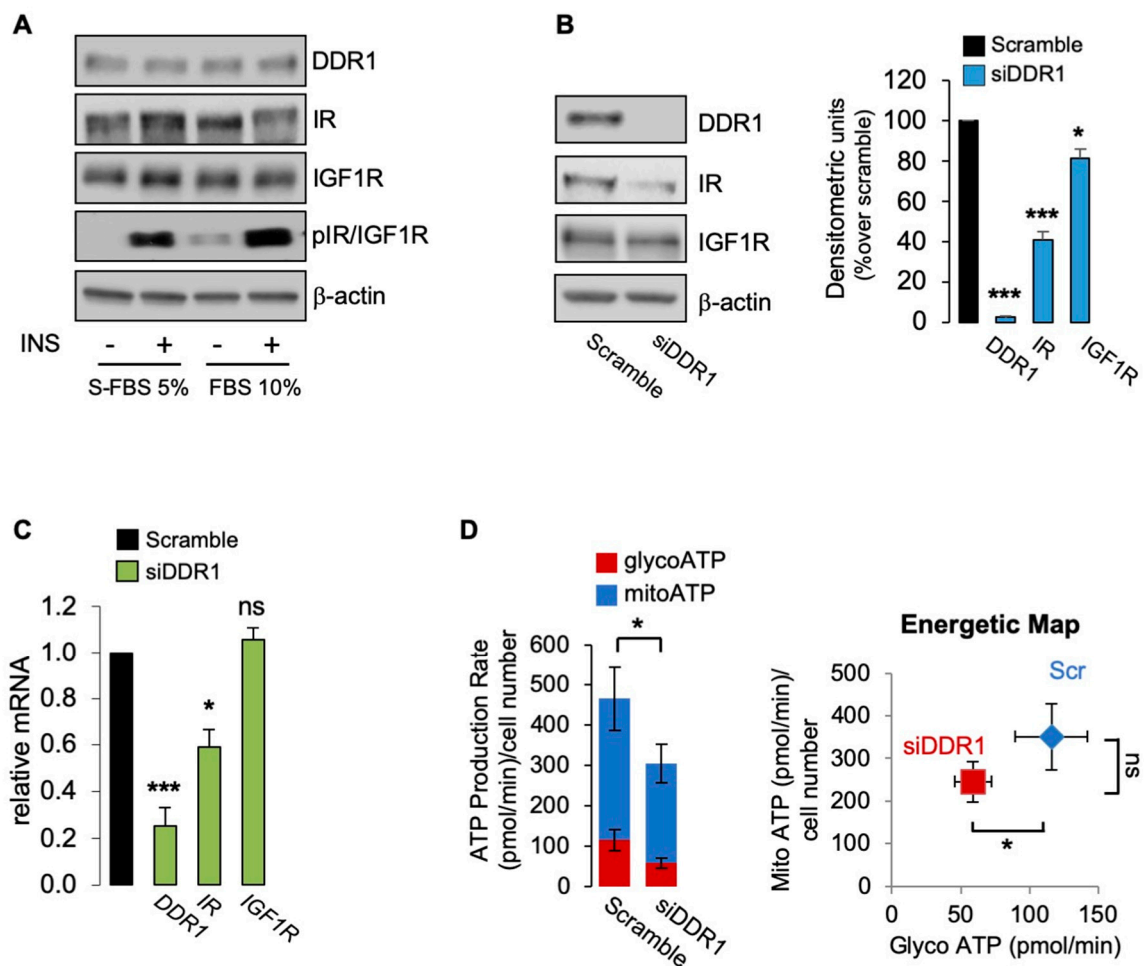 A
DDR1
IR
IGF1R
pIR/IGF1R
β-actin
INS - + - +
S-FBS 5% FBS 10%
B
DDR1
IR
IGF1R
β-actin
Scramble siDDR1
Scramble
siDDR1
Densitometric units
(%over scramble)
120
100
80
60
40
20
0
***
***
*
DDR1 IR IGF1R
C
Scramble
siDDR1
relative mRNA
1.2
1.0
0.8
0.6
0.4
0.2
0.0
***
*
ns
DDR1 IR IGF1R
D
glycoATP
mitoATP
ATP Production Rate
(pmol/min)/cell number
600
500
400
300
200
100
0
*
Scramble siDDR1
Energetic Map
Mito ATP (pmol/min)/
cell number
500
400
300
200
100
0
Scr
siDDR1
ns
*
0 50 100 150
Glyco ATP (pmol/min)